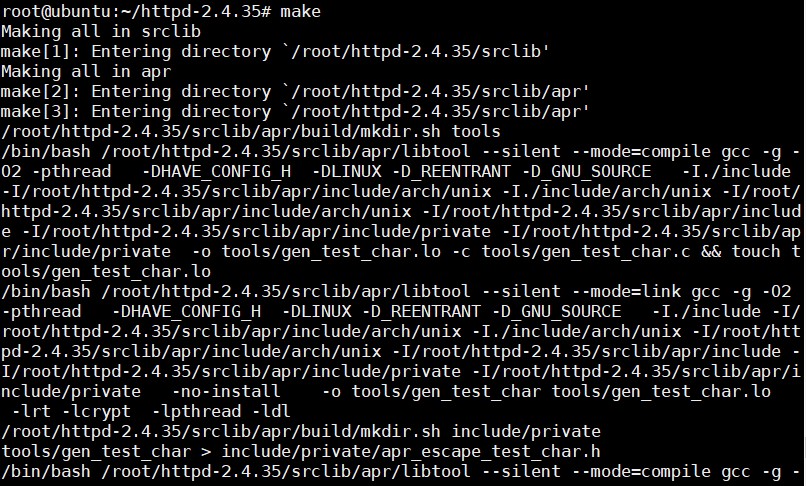 root@ubuntu:~/httpd-2.4.35# make
Making all in srclib
make[1]: Entering directory `/root/httpd-2.4.35/srclib'
Making all in apr
make[2]: Entering directory `/root/httpd-2.4.35/srclib/apr'
make[3]: Entering directory `/root/httpd-2.4.35/srclib/apr'
/root/httpd-2.4.35/srclib/apr/build/mkdir.sh tools
/bin/bash /root/httpd-2.4.35/srclib/apr/libtool --silent --mode=compile gcc -g -
O2 -pthread   -DHAVE_CONFIG_H  -DLINUX -D_REENTRANT -D_GNU_SOURCE   -I./include
-I/root/httpd-2.4.35/srclib/apr/include/arch/unix -I./include/arch/unix -I/root/
httpd-2.4.35/srclib/apr/include/arch/unix -I/root/httpd-2.4.35/srclib/apr/includ
e -I/root/httpd-2.4.35/srclib/apr/include/private -I/root/httpd-2.4.35/srclib/ap
r/include/private  -o tools/gen_test_char.lo -c tools/gen_test_char.c && touch t
ools/gen_test_char.lo
/bin/bash /root/httpd-2.4.35/srclib/apr/libtool --silent --mode=link gcc -g -O2
-pthread   -DHAVE_CONFIG_H  -DLINUX -D_REENTRANT -D_GNU_SOURCE   -I./include -I/
root/httpd-2.4.35/srclib/apr/include/arch/unix -I./include/arch/unix -I/root/htt
pd-2.4.35/srclib/apr/include/arch/unix -I/root/httpd-2.4.35/srclib/apr/include -
I/root/httpd-2.4.35/srclib/apr/include/private -I/root/httpd-2.4.35/srclib/apr/i
nclude/private   -no-install    -o tools/gen_test_char tools/gen_test_char.lo
 -lrt -lcrypt  -lpthread -ldl
/root/httpd-2.4.35/srclib/apr/build/mkdir.sh include/private
tools/gen_test_char > include/private/apr_escape_test_char.h
/bin/bash /root/httpd-2.4.35/srclib/apr/libtool --silent --mode=compile gcc -g -